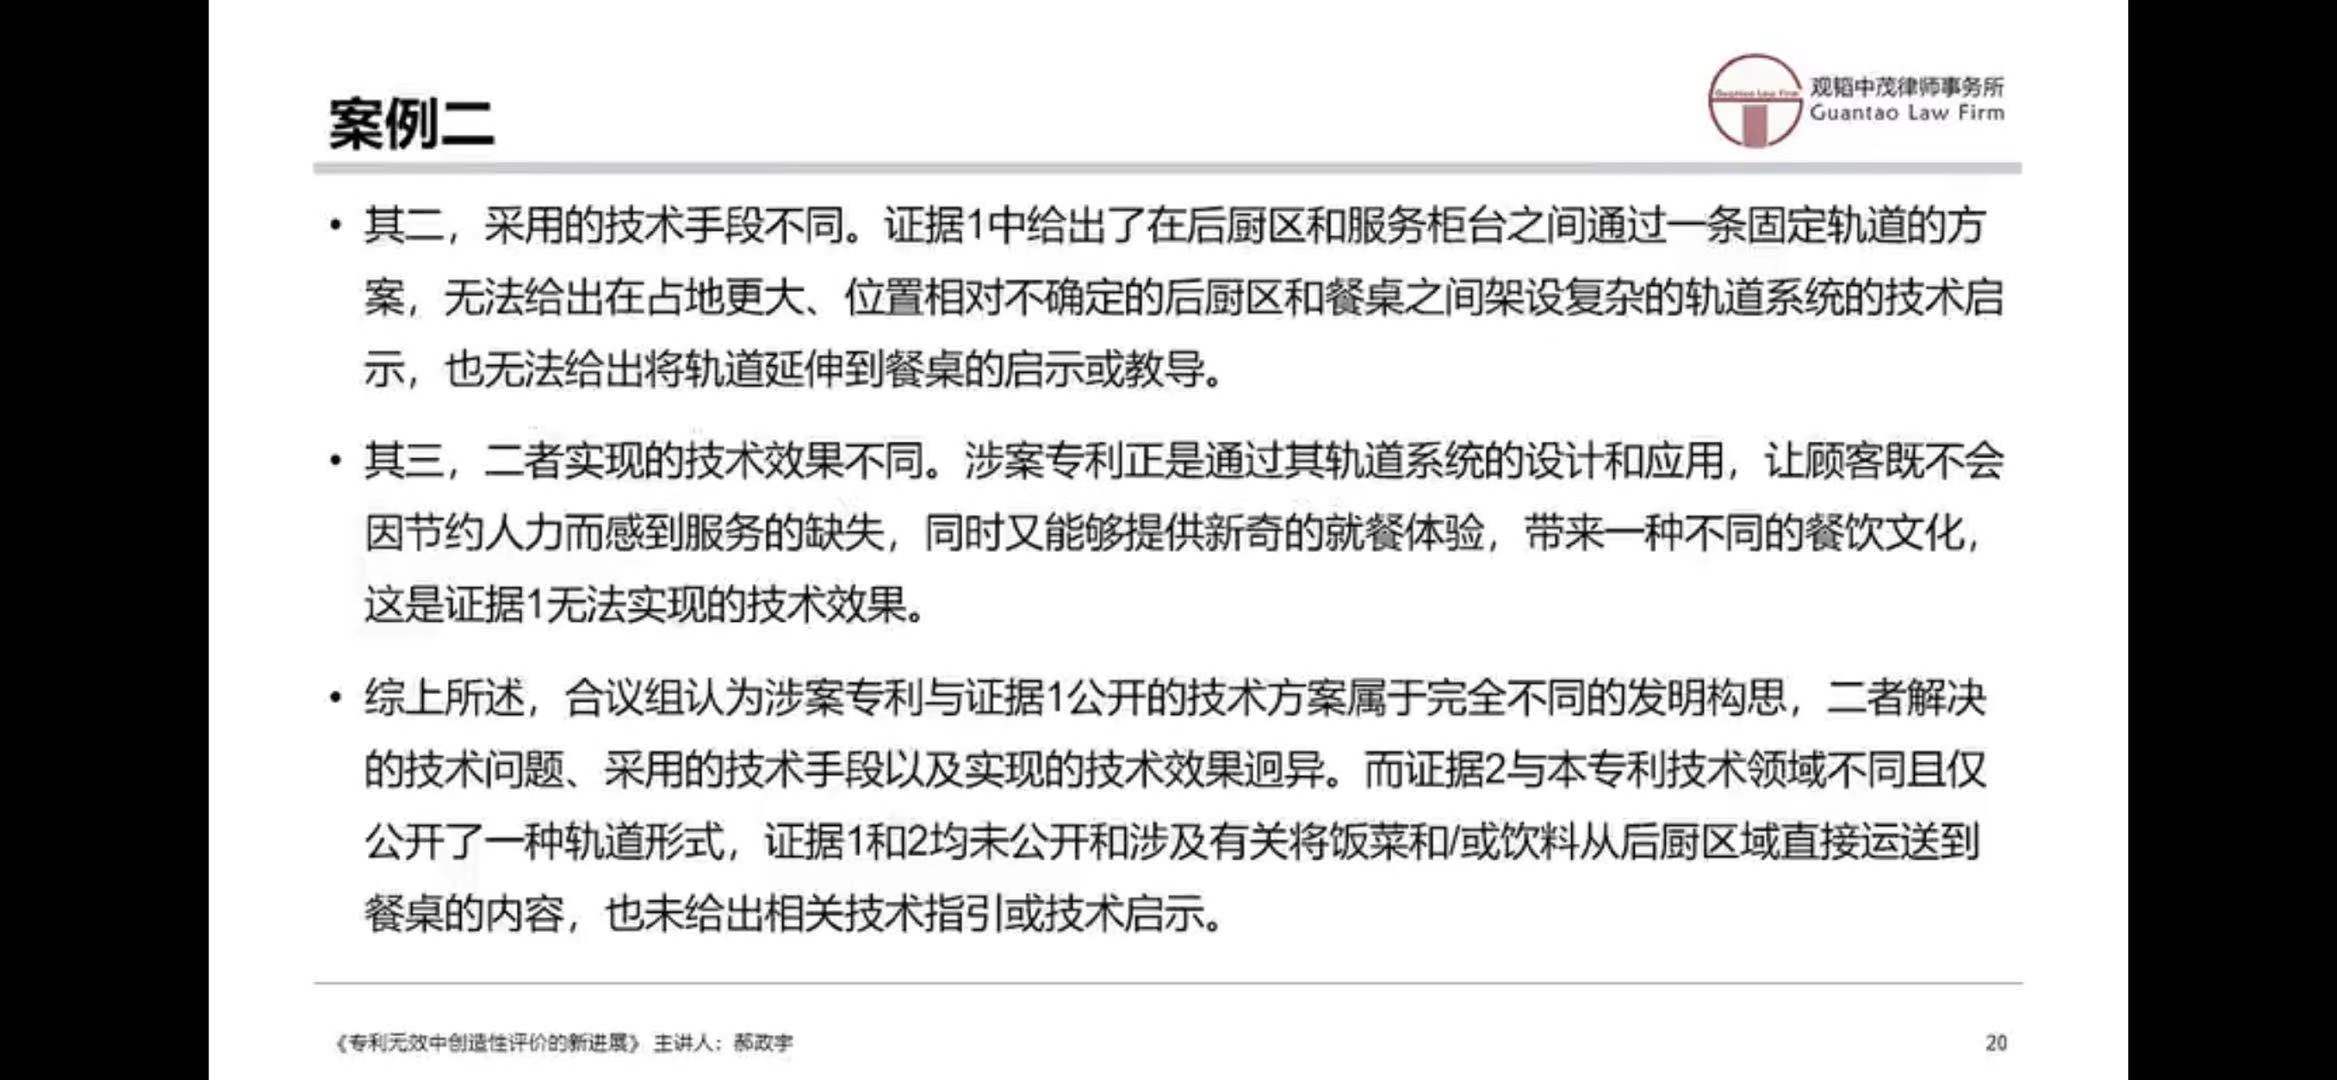 案例二
观韬中茂律师事务所
Guantao Law Firm
Guantao Law Firm
• 其二，采用的技术手段不同。证据1中给出了在后厨区和服务柜台之间通过一条固定轨道的方
案，无法给出在占地更大、位置相对不确定的后厨区和餐桌之间架设复杂的轨道系统的技术启
示，也无法给出将轨道延伸到餐桌的启示或教导。
• 其三，二者实现的技术效果不同。涉案专利正是通过其轨道系统的设计和应用，让顾客既不会
因节约人力而感到服务的缺失，同时又能够提供新奇的就餐体验，带来一种不同的餐饮文化，
这是证据1无法实现的技术效果。
• 综上所述，合议组认为涉案专利与证据1公开的技术方案属于完全不同的发明构思，二者解决
的技术问题、采用的技术手段以及实现的技术效果迥异。而证据2与本专利技术领域不同且仅
公开了一种轨道形式，证据1和2均未公开和涉及有关将饭菜和/或饮料从后厨区域直接运送到
餐桌的内容，也未给出相关技术指引或技术启示。
《专利无效中创造性评价的新进展》 主讲人：郝政宇
20